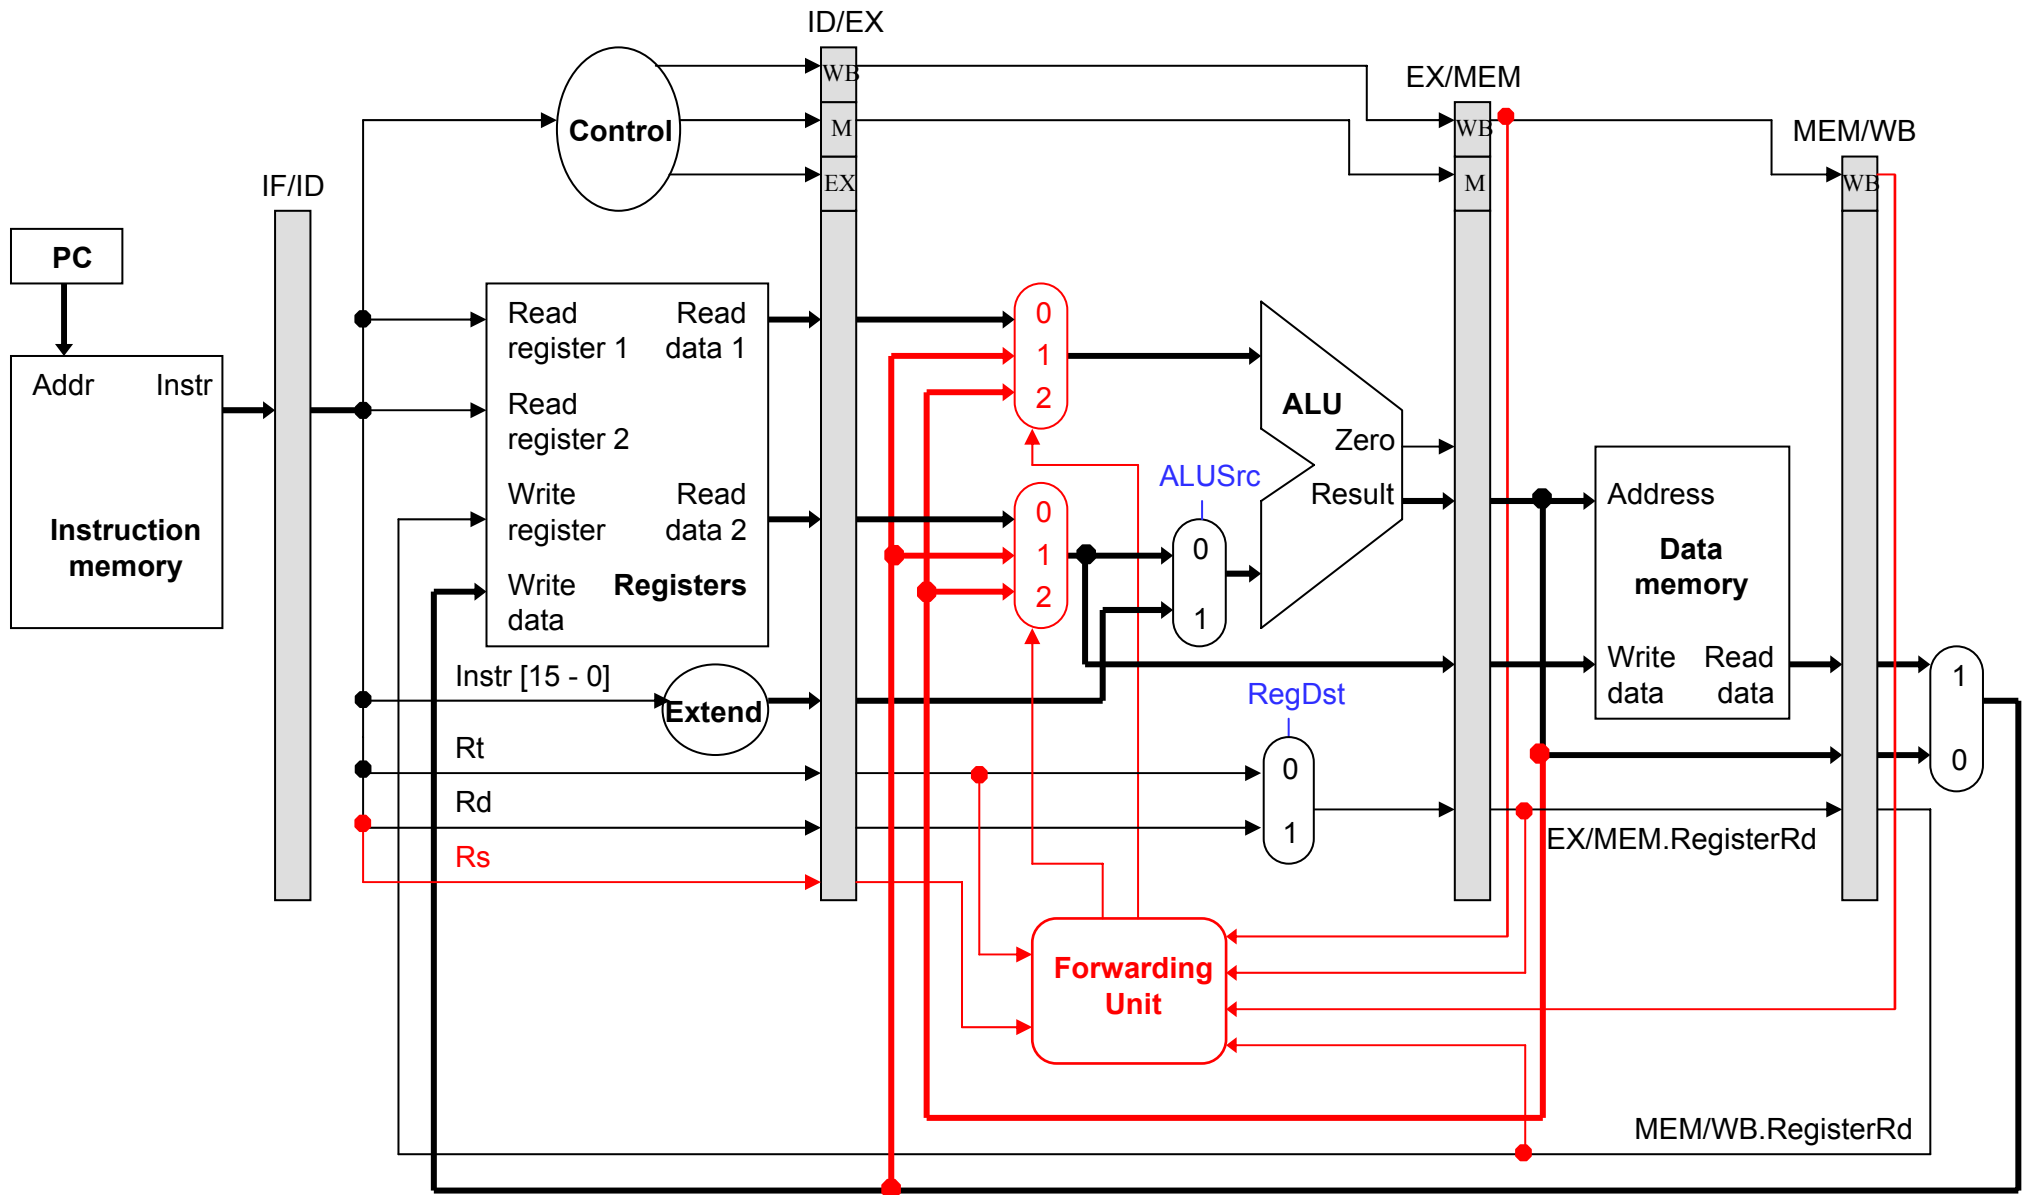 ID/EX
WB
M
EX
EX/MEM
WB
M
MEM/WB
WB
Control
IF/ID
PC
Addr Instr
Instruction
memory
Read
register 1
Read
data 1
Read
register 2
Write
register
Read
data 2
Write
data
Registers
0
1
2
0
1
2
ALUSrc
0
1
ALU
Zero
Result
Address
Data
memory
Write
data
Read
data
1
0
Instr [15 - 0]
Extend
RegDst
Rt
0
Rd
1
Rs
EX/MEM.RegisterRd
Forwarding
Unit
MEM/WB.RegisterRd